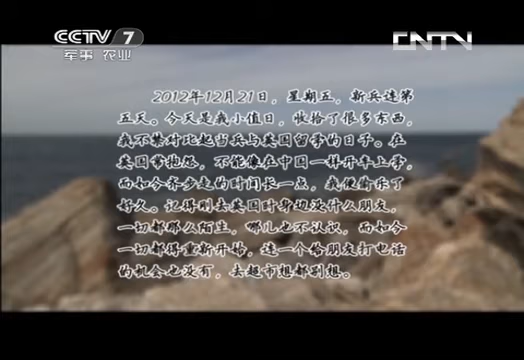 CCTV 7
军事 农业
CNTV
2012年12月21日，星期五，新兵连第
五天。今天是我小值日，收拾了很多东西，
我不禁对比起当兵与英国留学的日子。在
英国常抱怨，不能像在中国一样开车上学，
而如今齐步走的时间长一点，我便偷乐了
好久。记得刚去英国时身边没什么朋友，
一切都那么陌生，哪儿也不认识，而如今
一切都得重新开始，连一个给朋友打电话
的机会也没有，去超市想都别想。